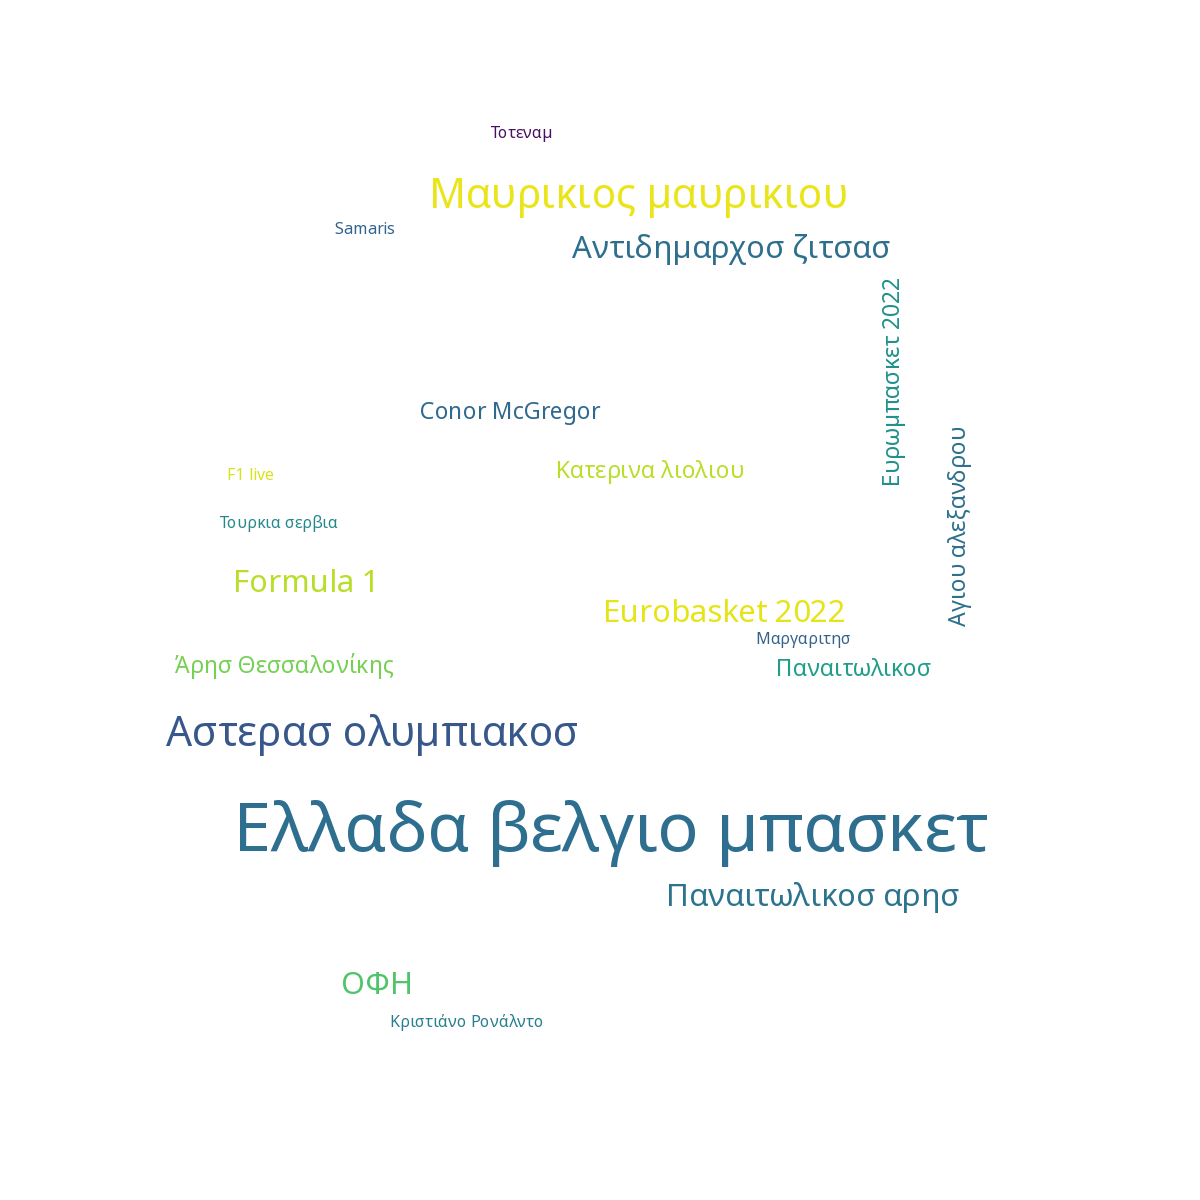 Τοτεναμ
Μαυρικιος μαυρικιου
Samaris
Αντιδημαρχοσ ζιτσασ
Ευρωμπασκετ 2022
Conor McGregor
Κατερινα λιολιου
F1 live
Αγιου αλεξανδρου
Τουρκια σερβια
Formula 1
Eurobasket 2022
Μαργαριτησ
Άρησ Θεσσαλονίκης
Παναιτωλικοσ
Αστερασ ολυμπιακοσ
Ελλαδα βελγιο μπασκετ
Παναιτωλικοσ αρησ
ΟΦΗ
Κριστιάνο Ρονάλντο